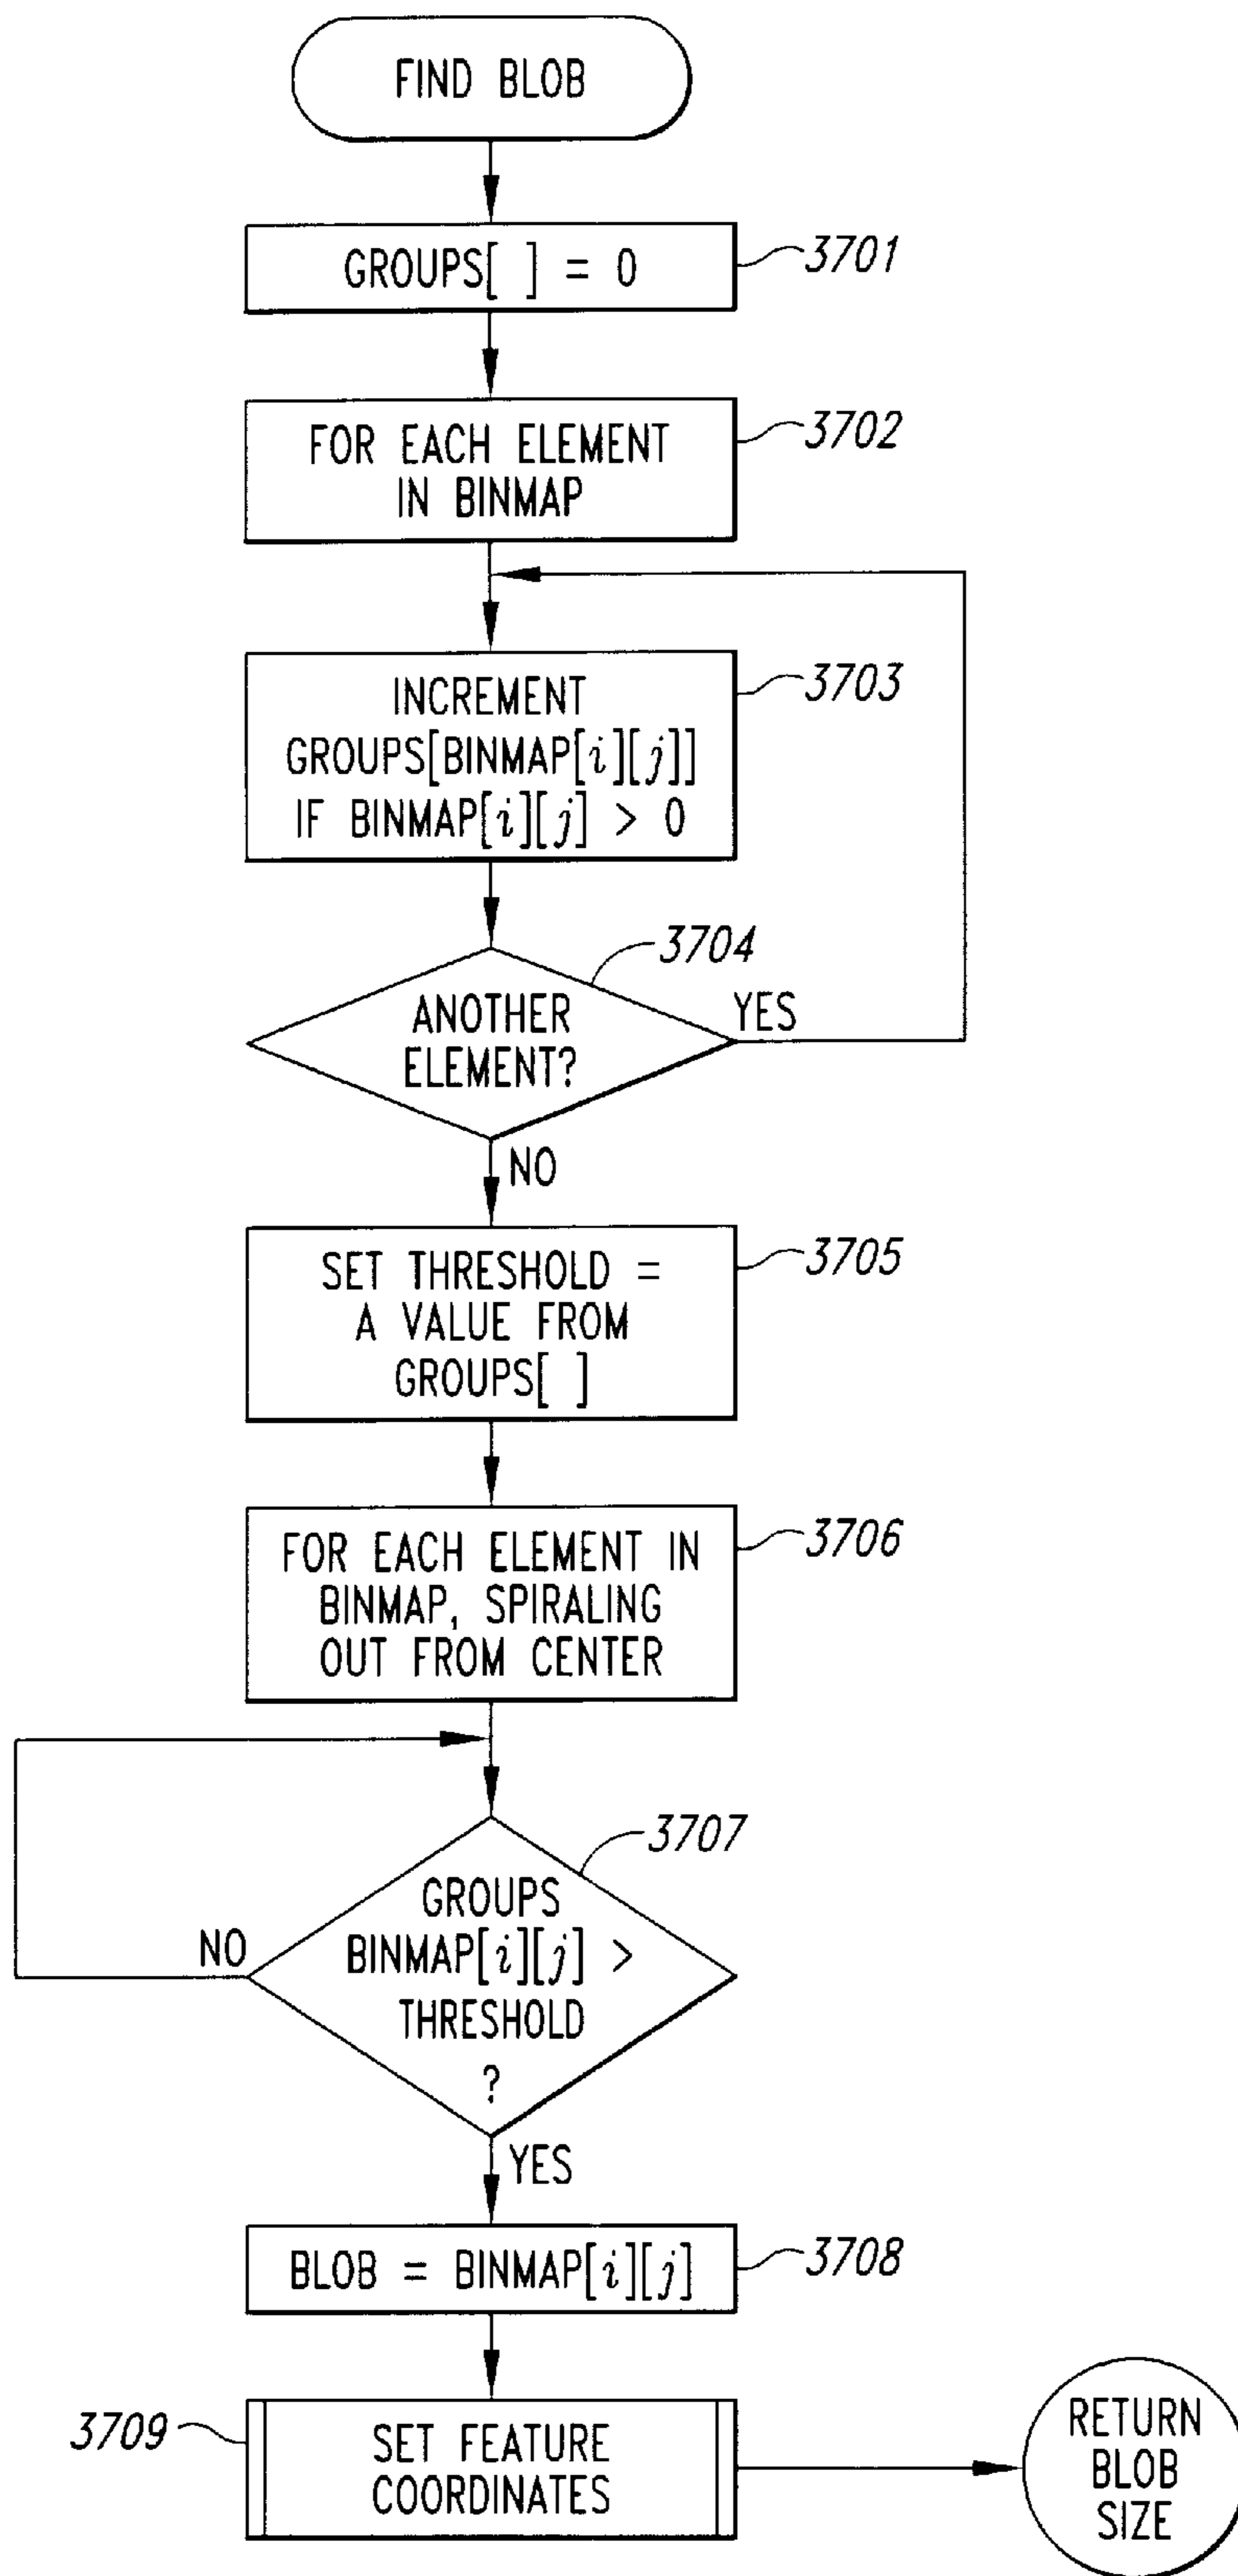 FIND BLOB
GROUPS[ ] = 0
3701
FOR EACH ELEMENT
IN BINMAP
3702
INCREMENT
GROUPS[BINMAP[i][j]]
IF BINMAP[i][j] > 0
3703
3704
ANOTHER
ELEMENT?
YES
NO
SET THRESHOLD =
A VALUE FROM
GROUPS[ ]
3705
FOR EACH ELEMENT IN
BINMAP, SPIRALING
OUT FROM CENTER
3706
3707
GROUPS
BINMAP[i][j] >
THRESHOLD
?
NO
YES
BLOB = BINMAP[i][j]
3708
3709
SET FEATURE
COORDINATES
RETURN
BLOB
SIZE